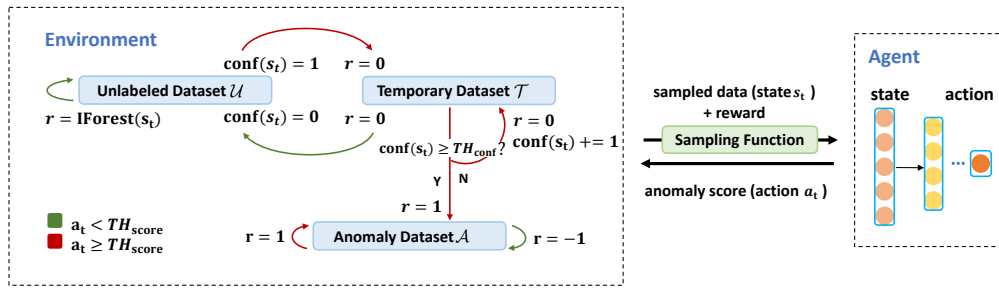 Environment
conf(s_t) = 1
r = 0
Unlabeled Dataset 𝒰
Temporary Dataset 𝒯
r = IForest(s_t)
conf(s_t) = 0
r = 0
r = 0
conf(s_t) += 1
conf(s_t) ≥ TH_conf?
Y
N
r = 1
a_t < TH_score
a_t ≥ TH_score
r = 1
Anomaly Dataset 𝒜
r = −1
sampled data (state s_t)
+ reward
Sampling Function
anomaly score (action a_t)
Agent
state
action
...